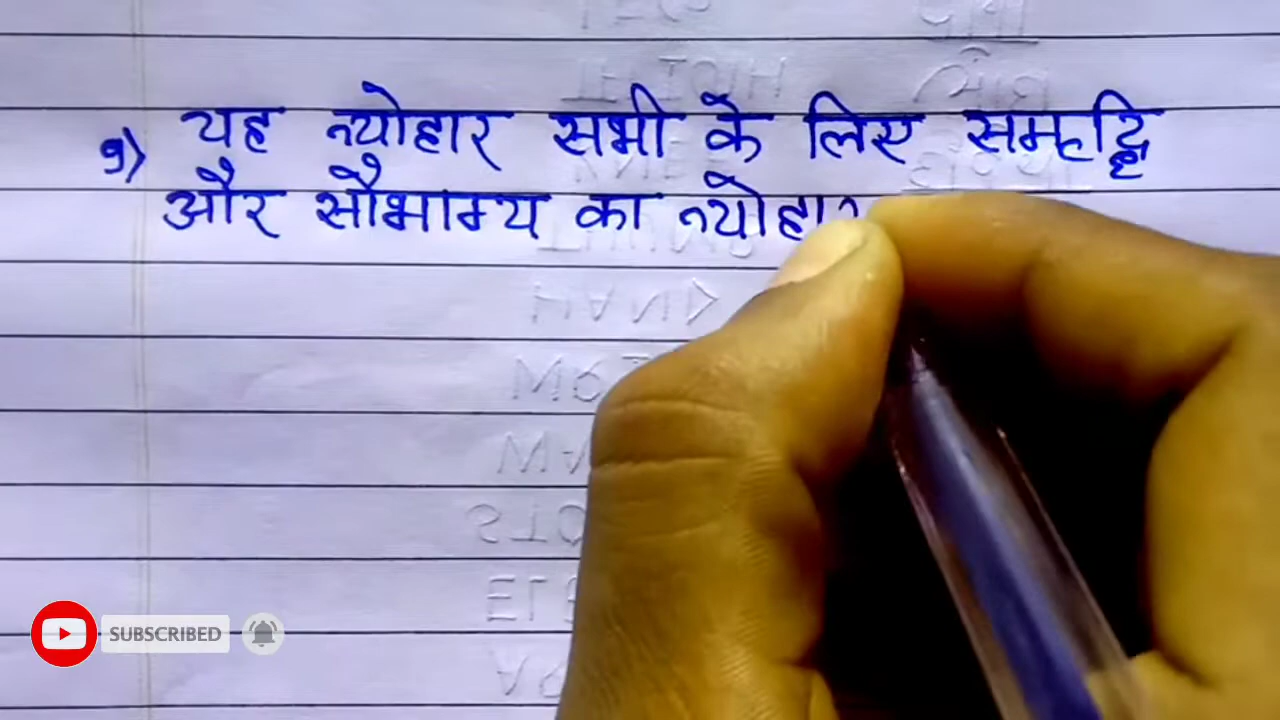 9) यह त्योहार सभी के लिए समृद्धि
और सौभाग्य का त्योहार
SUBSCRIBED